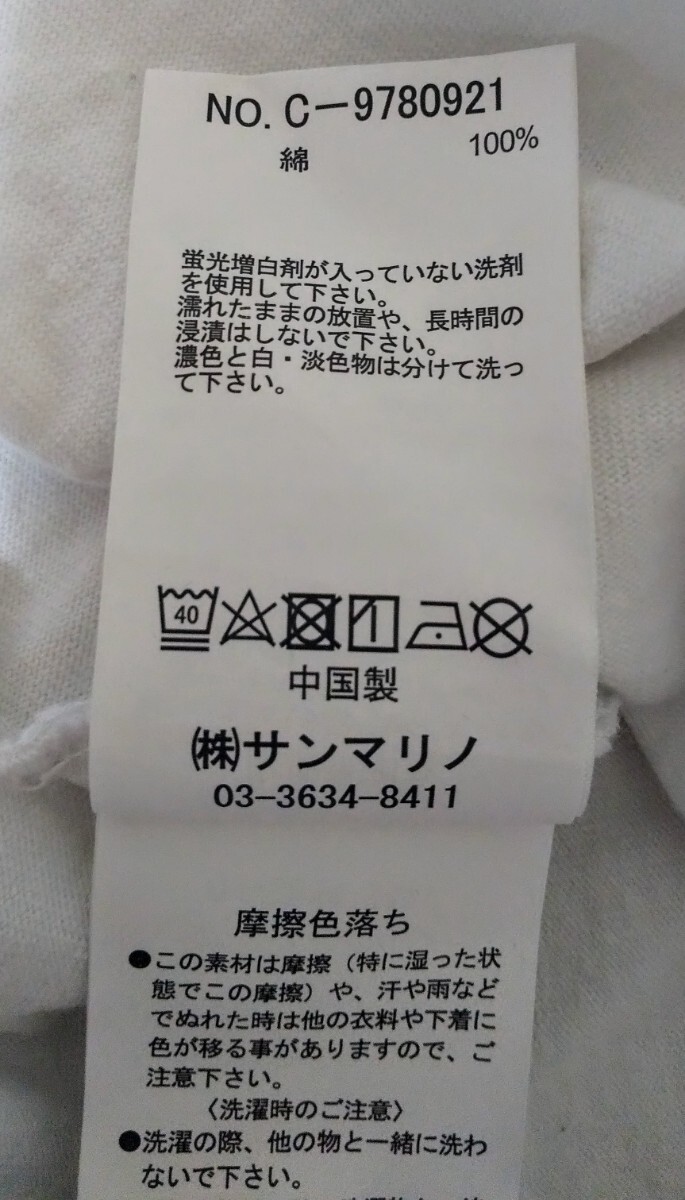 NO. C-9780921
綿 100%
蛍光増白剤が入っていない洗剤
を使用して下さい。
濡れたままの放置や、長時間の
浸漬はしないで下さい。
濃色と白・淡色物は分けて洗っ
て下さい。
40
中国製
㈱サンマリノ
03-3634-8411
摩擦色落ち
●この素材は摩擦(特に湿った状
態でこの摩擦)や、汗や雨など
でぬれた時は他の衣料や下着に
色が移る事がありますので、ご
注意下さい。
〈洗濯時のご注意〉
●洗濯の際、他の物と一緒に洗わ
ないで下さい。